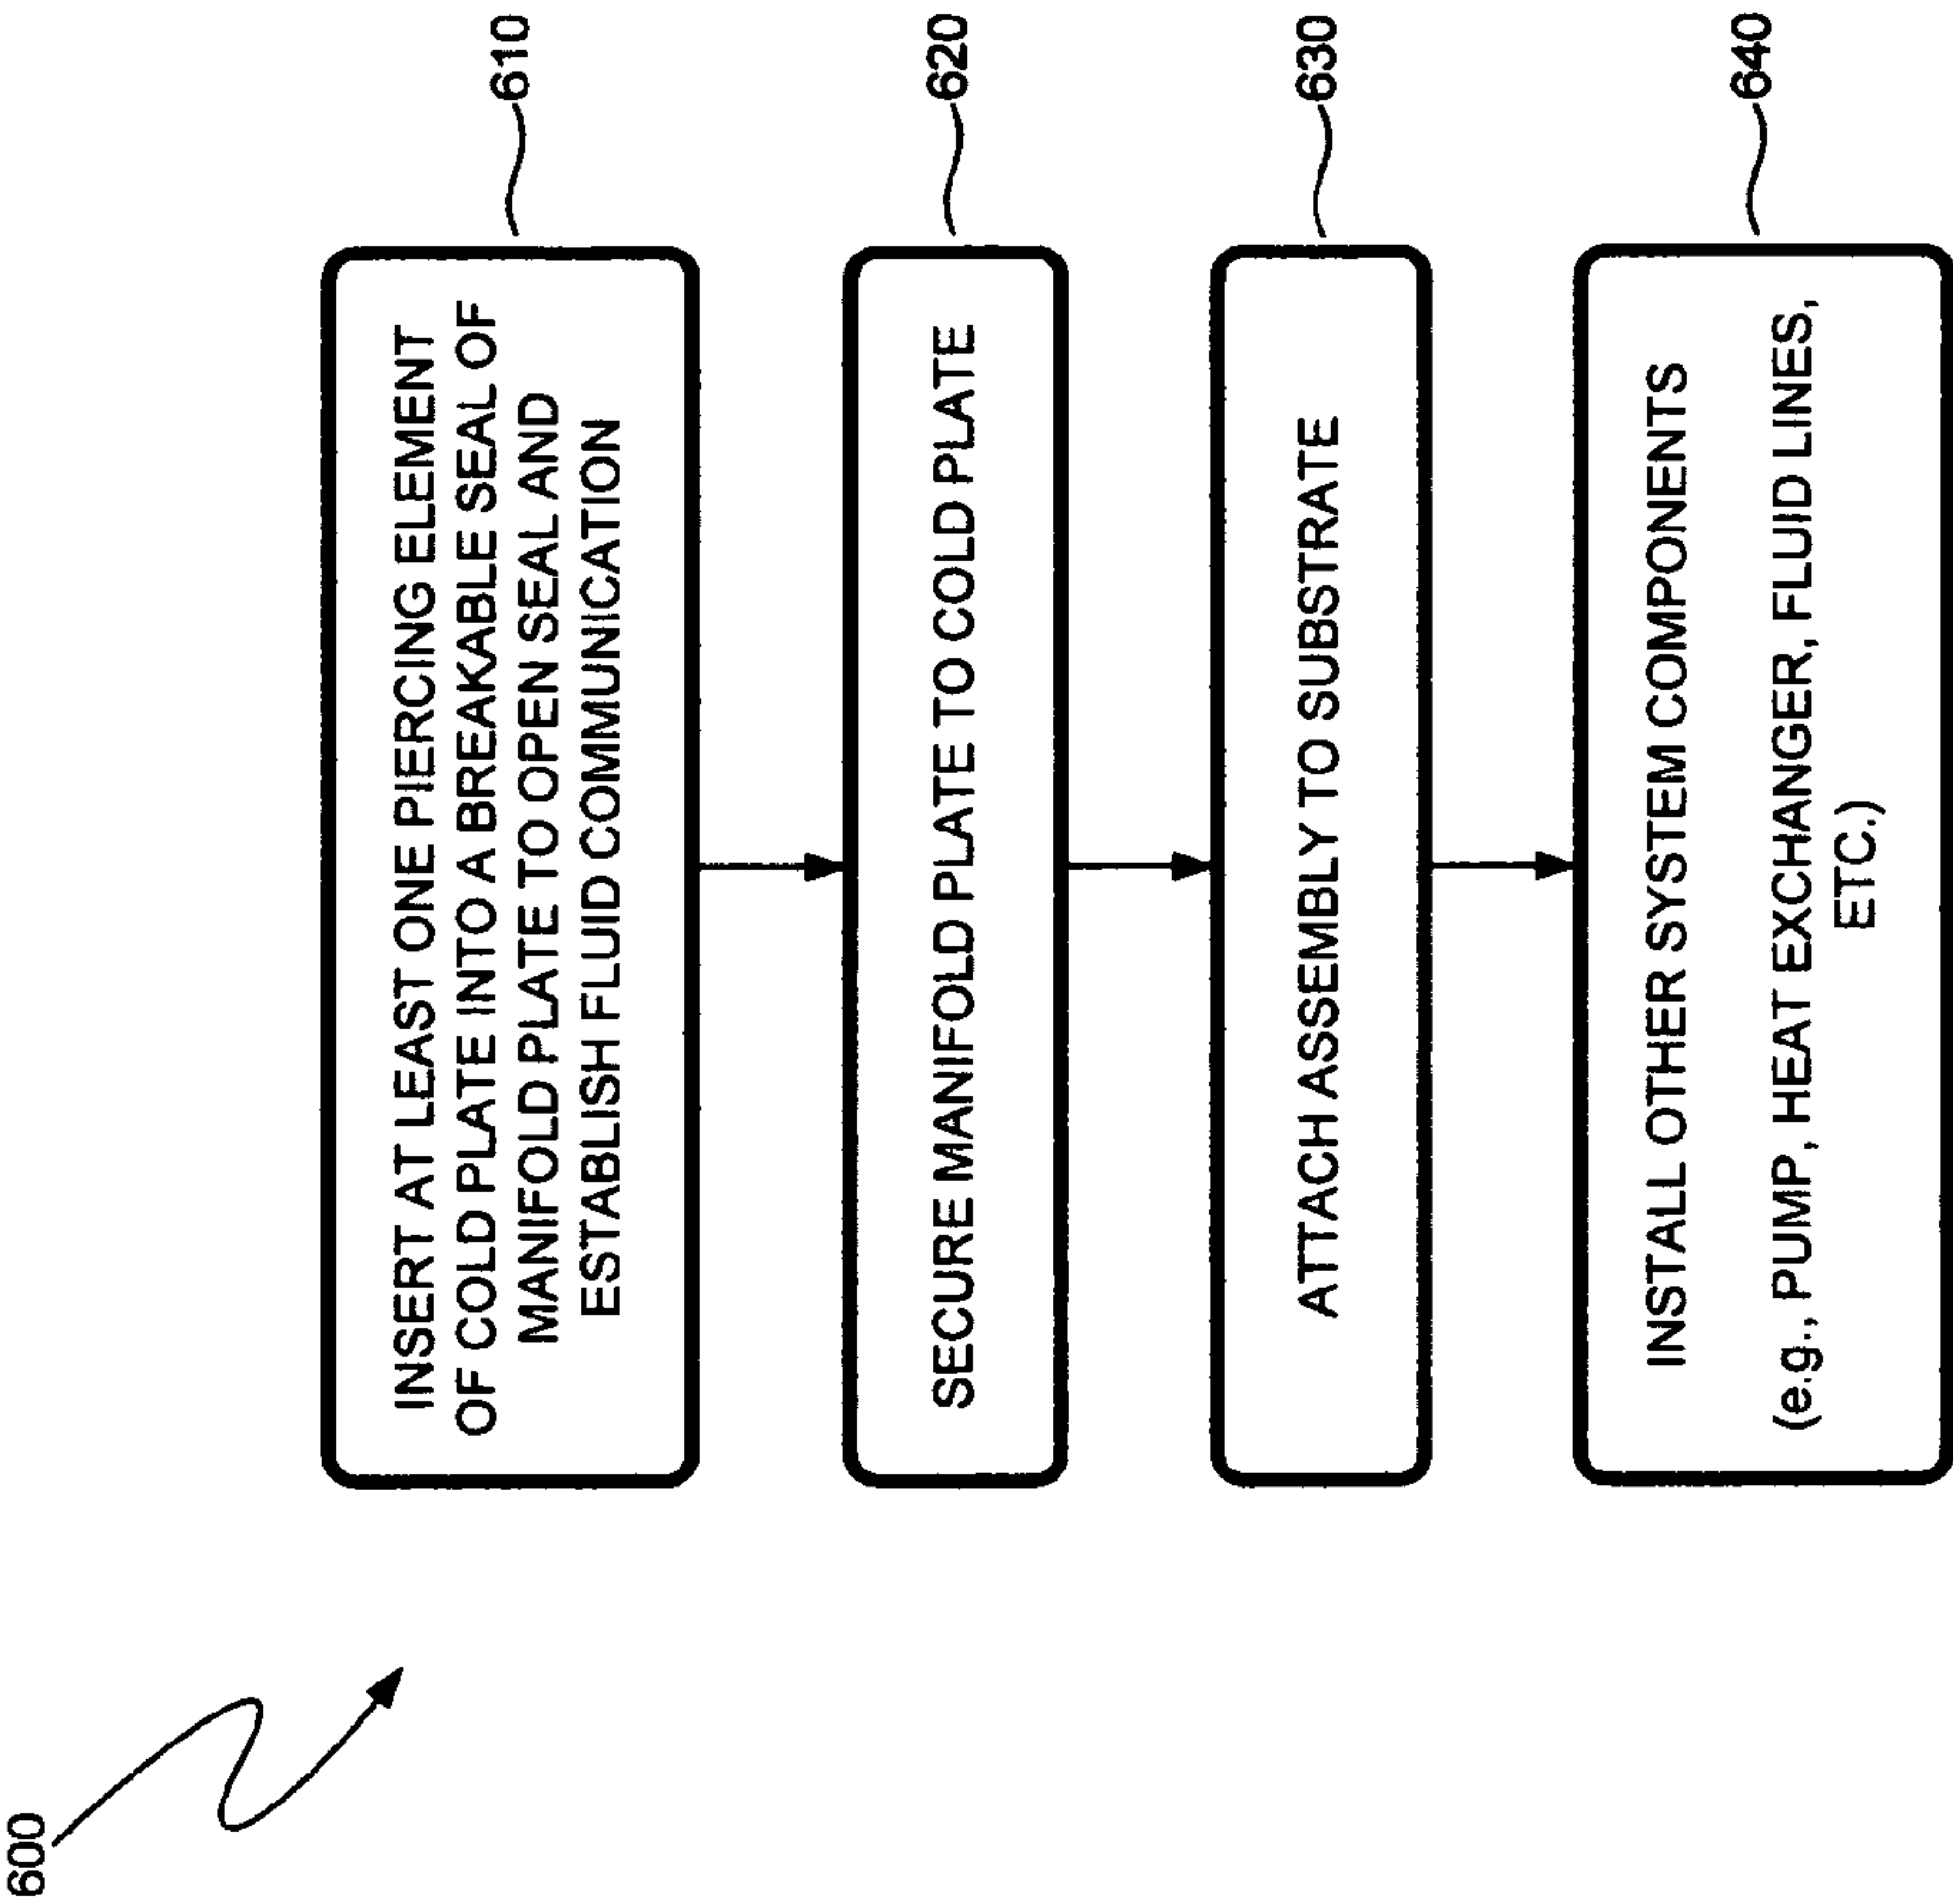 600
INSERT AT LEAST ONE PIERCING ELEMENT
OF COLD PLATE INTO A BREAKABLE SEAL OF
MANIFOLD PLATE TO OPEN SEAL AND
ESTABLISH FLUID COMMUNICATION
610
SECURE MANIFOLD PLATE TO COLD PLATE
620
ATTACH ASSEMBLY TO SUBSTRATE
630
INSTALL OTHER SYSTEM COMPONENTS
(e.g., PUMP, HEAT EXCHANGER, FLUID LINES,
ETC.)
640